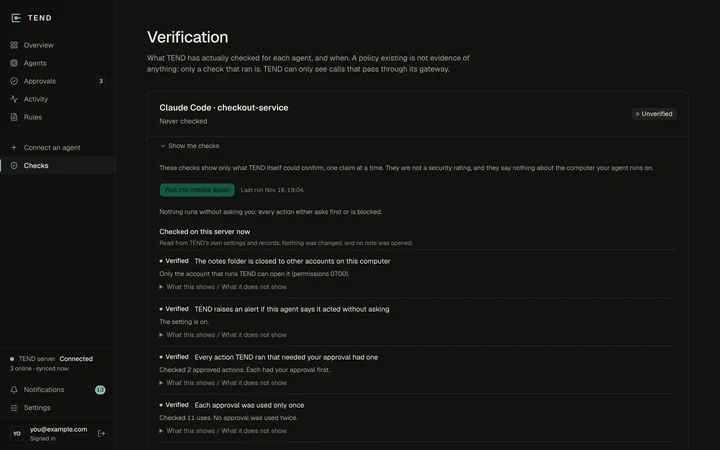 TEND
Overview
Agents
Approvals 3
Activity
Rules
Connect an agent
Checks
TEND server Connected
3 online · synced now
Notifications 13
Settings
YO
you@example.com
Signed in
Verification
What TEND has actually checked for each agent, and when. A policy existing is not evidence of
anything: only a check that ran is. TEND can only see calls that pass through its gateway.
Claude Code · checkout-service
Never checked
Unverified
Show the checks
These checks show only what TEND itself could confirm, one claim at a time. They are not a security rating, and they say nothing about the computer your agent runs on.
Run the checks again
Last run Nov 16, 19:04.
Nothing runs without asking you: every action either asks first or is blocked.
Checked on this server now
Read from TEND's own settings and records. Nothing was changed, and no note was opened.
Verified The notes folder is closed to other accounts on this computer
Only the account that runs TEND can open it (permissions 0700).
What this shows / What it does not show
Verified TEND raises an alert if this agent says it acted without asking
The setting is on.
What this shows / What it does not show
Verified Every action TEND ran that needed your approval had one
Checked 2 approved actions. Each had your approval first.
What this shows / What it does not show
Verified Each approval was used only once
Checked 11 uses. No approval was used twice.
What this shows / What it does not show